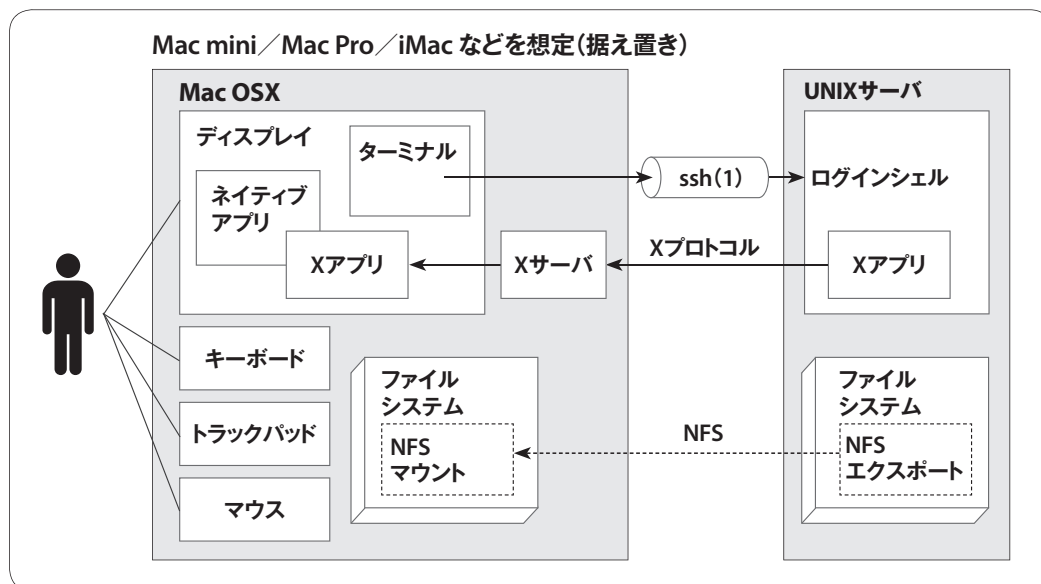 Mac mini／Mac Pro／iMac などを想定（据え置き）
Mac OSX
ディスプレイ
ターミナル
ネイティブ
アプリ
Xアプリ
Xサーバ
キーボード
トラックパッド
マウス
ファイル
システム
NFS
マウント
ssh（1）
Xプロトコル
NFS
UNIXサーバ
ログインシェル
Xアプリ
ファイル
システム
NFS
エクスポート